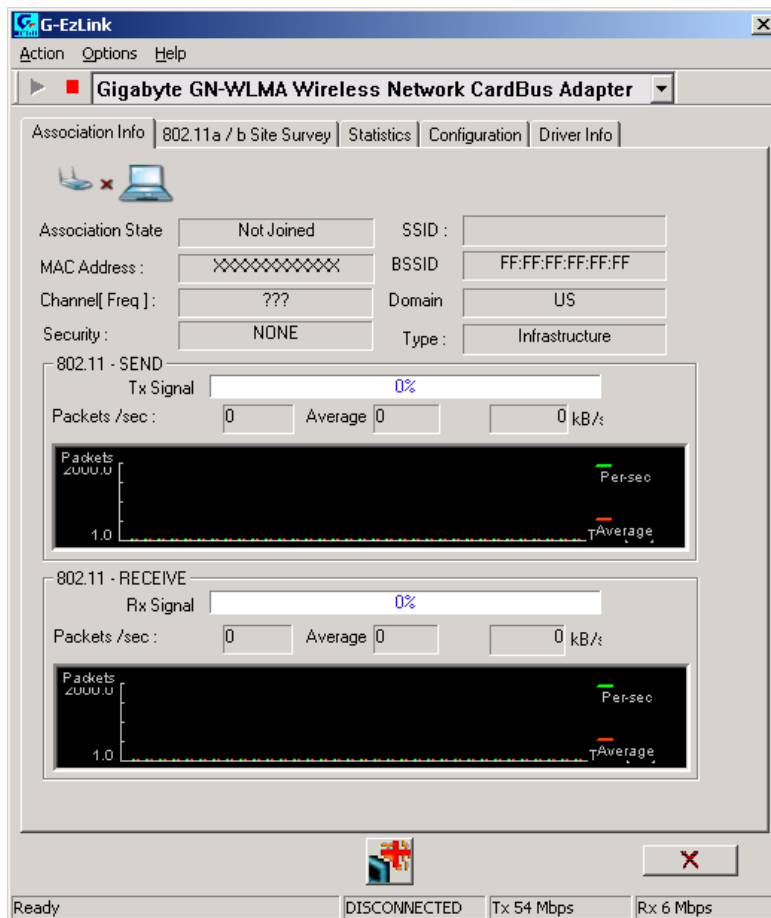 G-EzLink
Action Options Help
Gigabyte GN-WLMA Wireless Network CardBus Adapter
Association Info 802.11a / b Site Survey Statistics Configuration Driver Info
Association State Not Joined SSID :
MAC Address : XXXXXXXXXXXX BSSID FF:FF:FF:FF:FF:FF
Channel[ Freq ] : ??? Domain US
Security : NONE Type : Infrastructure
802.11 - SEND
Tx Signal 0%
Packets /sec : 0 Average 0 0 kB/s
Packets
2000.0
Per-sec
1.0 Average
802.11 - RECEIVE
Rx Signal 0%
Packets /sec : 0 Average 0 0 kB/s
Packets
2000.0
Per-sec
1.0 Average
Ready DISCONNECTED Tx 54 Mbps Rx 6 Mbps